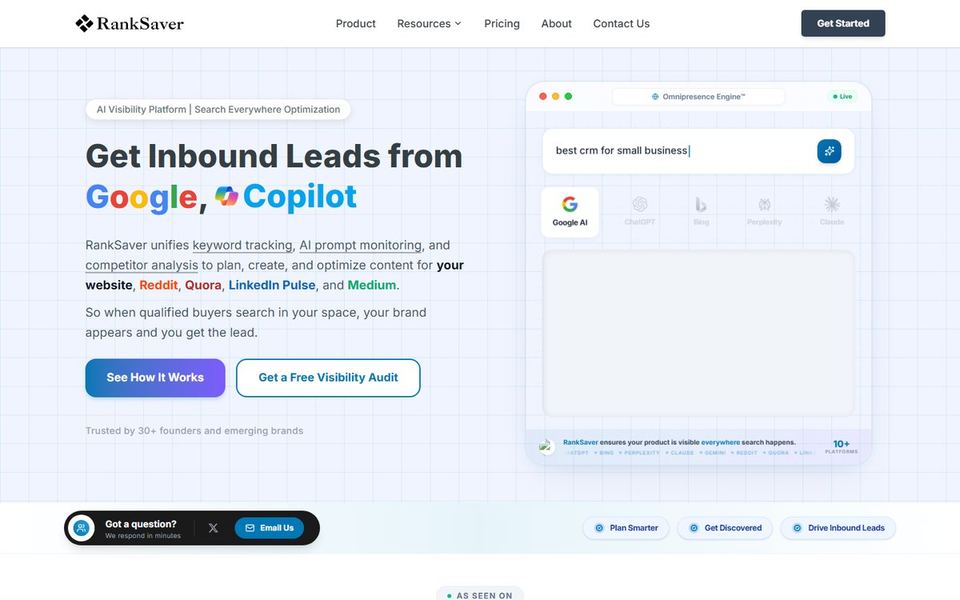 RankSaver
Product
Resources
Pricing
About
Contact Us
Get Started
AI Visibility Platform | Search Everywhere Optimization
Get Inbound Leads from
Google, Copilot
RankSaver unifies keyword tracking, AI prompt monitoring, and
competitor analysis to plan, create, and optimize content for your
website, Reddit, Quora, LinkedIn Pulse, and Medium.
So when qualified buyers search in your space, your brand
appears and you get the lead.
See How It Works
Get a Free Visibility Audit
Trusted by 30+ founders and emerging brands
Omnipresence Engine™
Live
best crm for small business
Google AI
ChatGPT
Bing
Perplexity
Claude
RankSaver ensures your product is visible everywhere search happens.
BING PERPLEXITY CLAUDE GEMINI REDDIT QUORA
10+
PLATFORMS
Got a question?
We respond in minutes
Email Us
Plan Smarter
Get Discovered
Drive Inbound Leads
AS SEEN ON